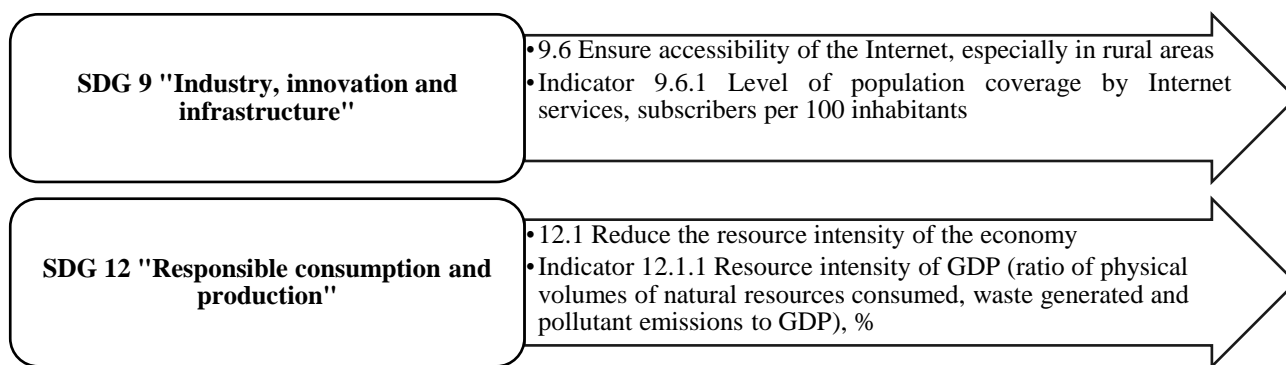 SDG 9 "Industry, innovation and
infrastructure"
•9.6 Ensure accessibility of the Internet, especially in rural areas
•Indicator 9.6.1 Level of population coverage by Internet
services, subscribers per 100 inhabitants
SDG 12 "Responsible consumption and
production"
•12.1 Reduce the resource intensity of the economy
•Indicator 12.1.1 Resource intensity of GDP (ratio of physical
volumes of natural resources consumed, waste generated and
pollutant emissions to GDP), %